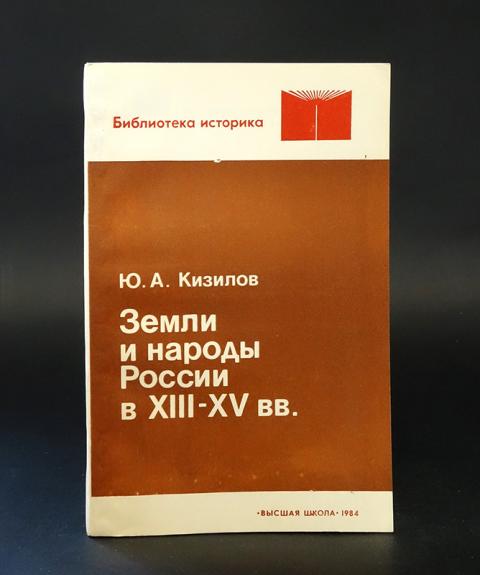 Библиотека историка
Ю. А. Кизилов
Земли
и народы
России
в XIII-XV вв.
·ВЫСШАЯ ШКОЛА· 1984